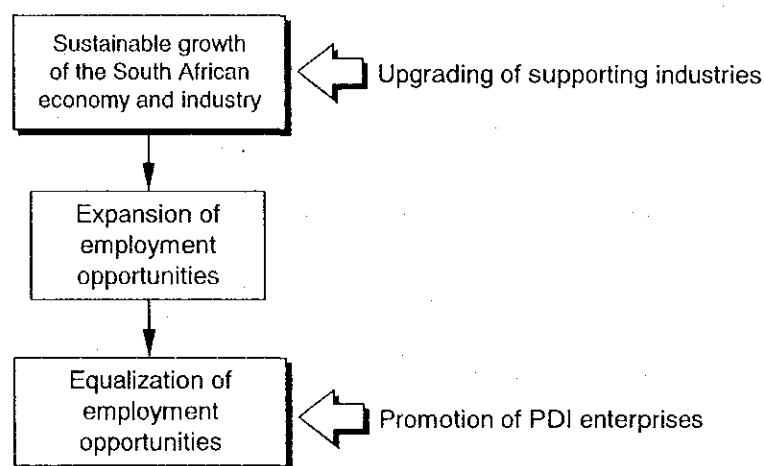 Sustainable growth
of the South African
economy and industry
Upgrading of supporting industries
Expansion of
employment
opportunities
Equalization of
employment
opportunities
Promotion of PDI enterprises